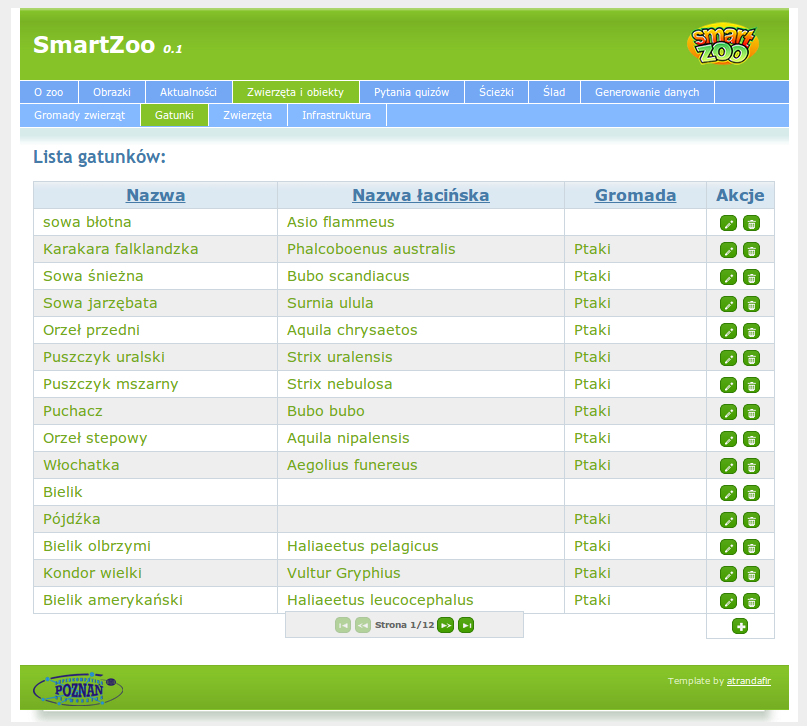 SmartZoo 0.1
smart ZOO
O zoo Obrazki Aktualności Zwierzęta i obiekty Pytania quizów Ścieżki Ślad Generowanie danych
Gromady zwierząt Gatunki Zwierzęta Infrastruktura
Lista gatunków:
Nazwa Nazwa łacińska Gromada Akcje
sowa błotna Asio flammeus
Karakara falklandzka Phalcoboenus australis Ptaki
Sowa śnieżna Bubo scandiacus Ptaki
Sowa jarzębata Surnia ulula Ptaki
Orzeł przedni Aquila chrysaetos Ptaki
Puszczyk uralski Strix uralensis Ptaki
Puszczyk mszarny Strix nebulosa Ptaki
Puchacz Bubo bubo Ptaki
Orzeł stepowy Aquila nipalensis Ptaki
Włochatka Aegolius funereus Ptaki
Bielik
Pójdźka Ptaki
Bielik olbrzymi Haliaeetus pelagicus Ptaki
Kondor wielki Vultur Gryphius Ptaki
Bielik amerykański Haliaeetus leucocephalus Ptaki
Strona 1/12
POZNAŃ
Template by atrandafir